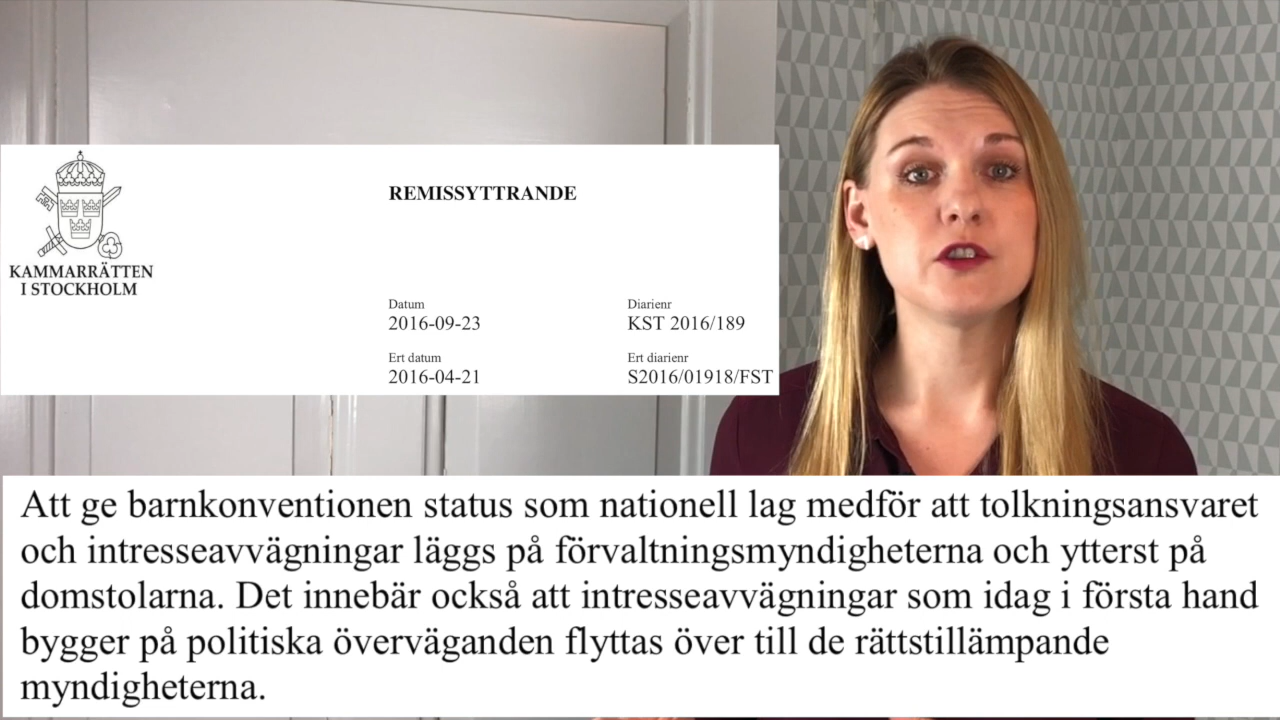 REMISSYTTRANDE
KAMMARRÄTTEN
I STOCKHOLM
Datum
2016-09-23
Diarienr
KST 2016/189
Ert datum
2016-04-21
Ert diarienr
S2016/01918/FST
Att ge barnkonventionen status som nationell lag medför att tolkningsansvaret
och intresseavvägningar läggs på förvaltningsmyndigheterna och ytterst på
domstolarna. Det innebär också att intresseavvägningar som idag i första hand
bygger på politiska överväganden flyttas över till de rättstillämpande
myndigheterna.